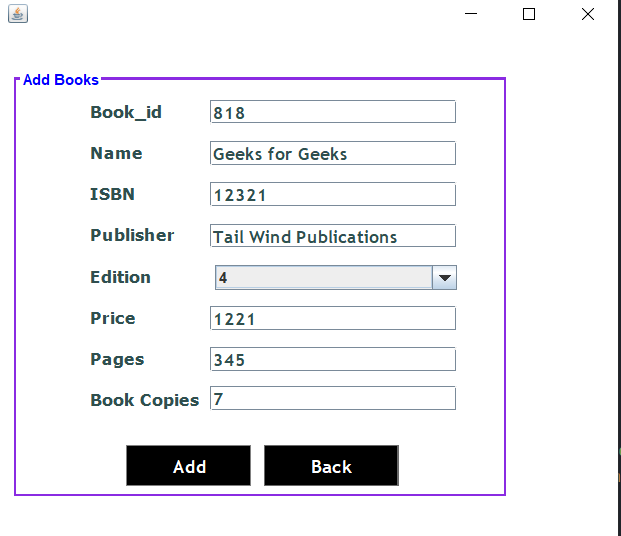 Add Books
Book_id 818
Name Geeks for Geeks
ISBN 12321
Publisher Tail Wind Publications
Edition 4
Price 1221
Pages 345
Book Copies 7
Add Back